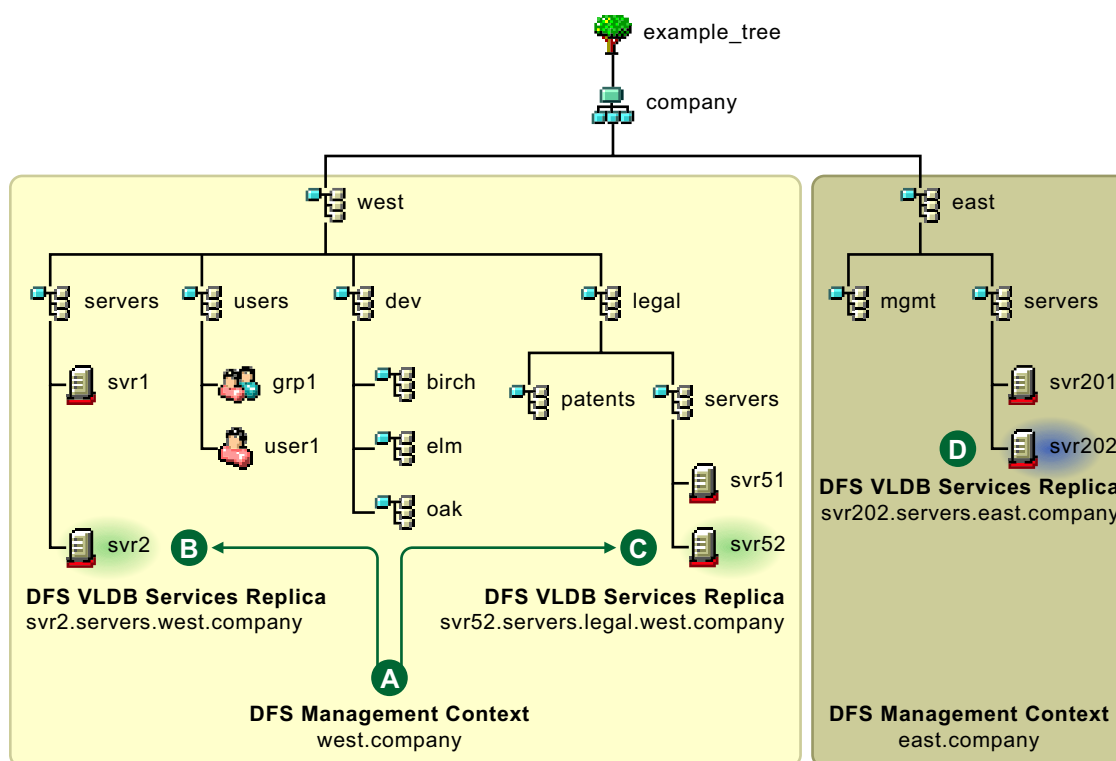 example_tree
company
west
east
servers
users
dev
legal
mgmt
servers
svr1
grp1
birch
patents
servers
svr201
user1
elm
D
svr202
svr51
DFS VLDB Services Replica
svr202.servers.east.company
oak
svr2
B
C
svr52
DFS VLDB Services Replica
svr2.servers.west.company
DFS VLDB Services Replica
svr52.servers.legal.west.company
A
DFS Management Context
west.company
DFS Management Context
east.company